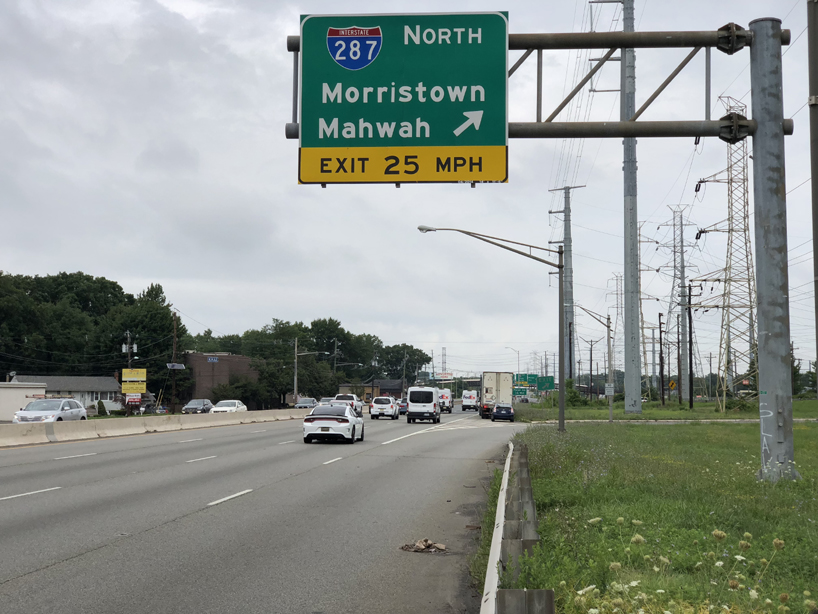 INTERSTATE
287
NORTH
Morristown
Mahwah
EXIT 25 MPH